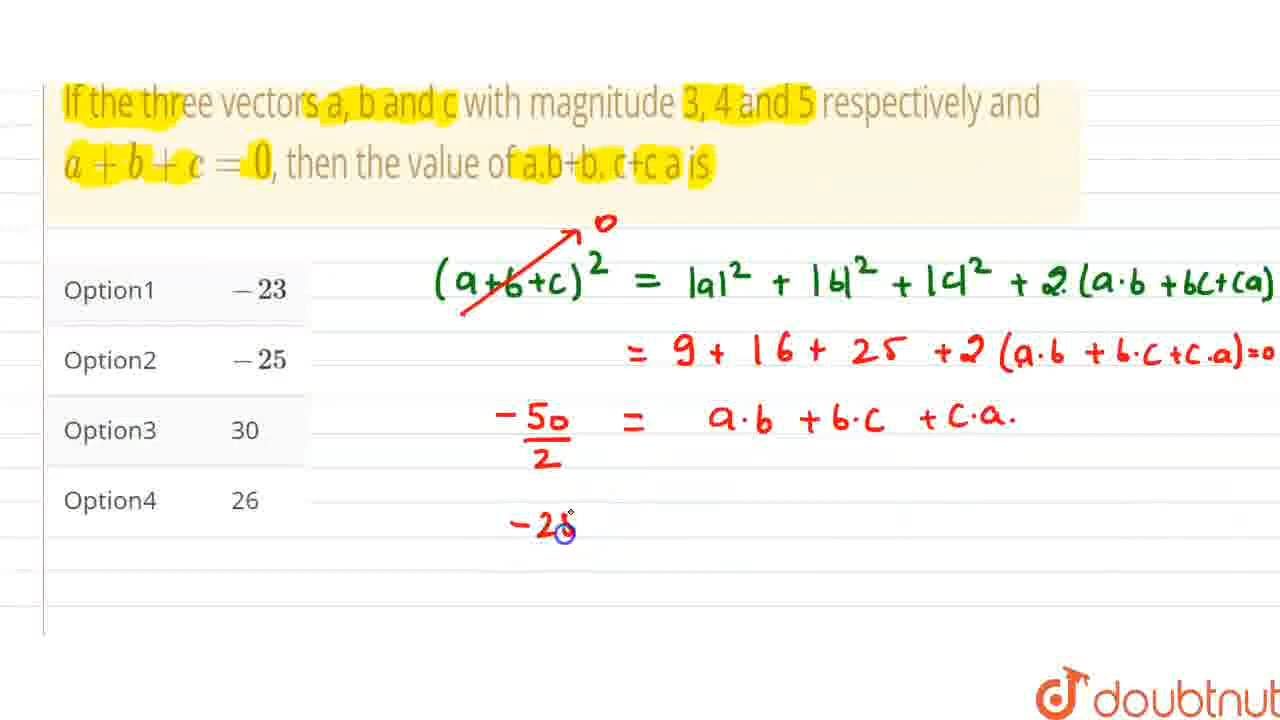 If the three vectors a, b and c with magnitude 3, 4 and 5 respectively and
a + b + c = 0, then the value of a.b+b. c+c a is
0
(a+b+c)² = |a|² + |b|² + |c|² + 2.(a·b + bc+ca)
Option1 −23
= 9 + 16 + 25 + 2 (a·b + b·c + c·a)=0
Option2 −25
-50/2 = a·b + b·c + c·a.
Option3 30
Option4 26
-25
doubtnut